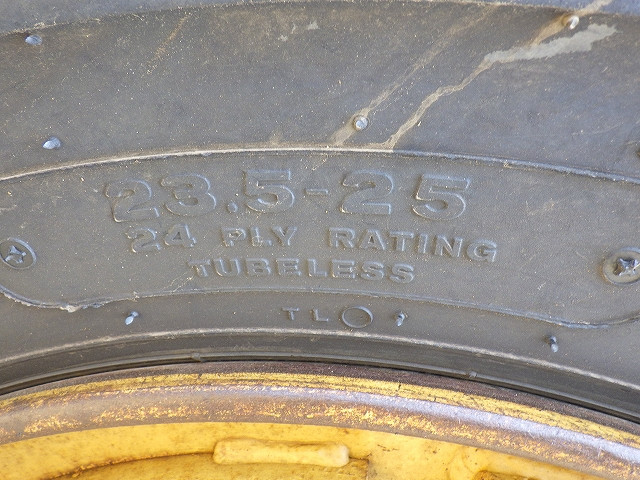 23.5-25
24 PLY RATING
TUBELESS
TL